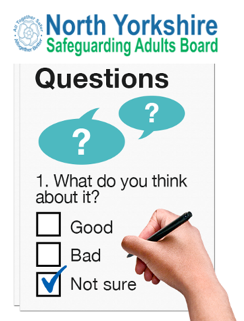 North Yorkshire
Safeguarding Adults Board
Questions
?
?
1. What do you think
about it?
Good
Bad
Not sure